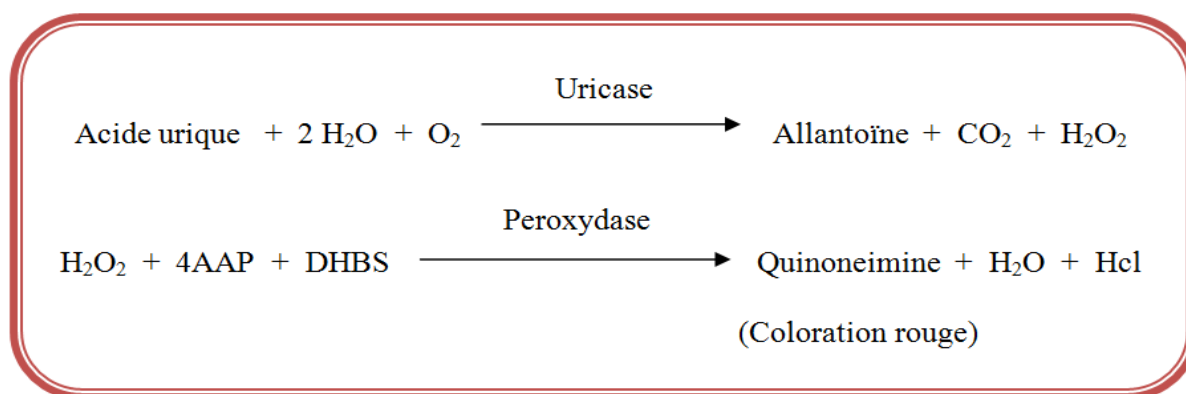 Uricase
Acide urique + 2 H₂O + O₂ Allantoïne + CO₂ + H₂O₂
Peroxydase
H₂O₂ + 4AAP + DHBS Quinoneimine + H₂O + Hcl
(Coloration rouge)